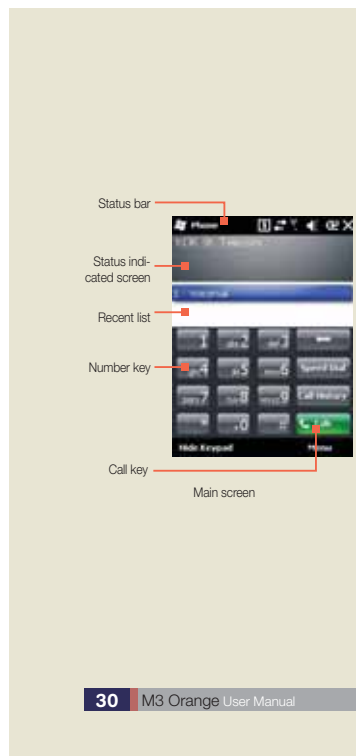 Status bar
Phone
Status indi-
cated screen
1 Voicemail
Recent list
1 2 3
Number key
4 5 6 Speed Dial
7 8 9 Call History
* 0 # Talk
Hide Keypad Menu
Call key
Main screen
30 M3 Orange User Manual